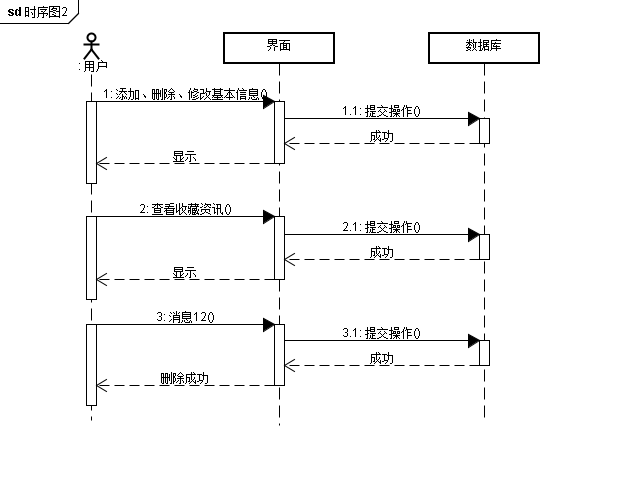 sd 时序图2
: 用户
界面
数据库
1: 添加、删除、修改基本信息()
1.1: 提交操作()
成功
显示
2: 查看收藏资讯()
2.1: 提交操作()
成功
显示
3: 消息12()
3.1: 提交操作()
成功
删除成功